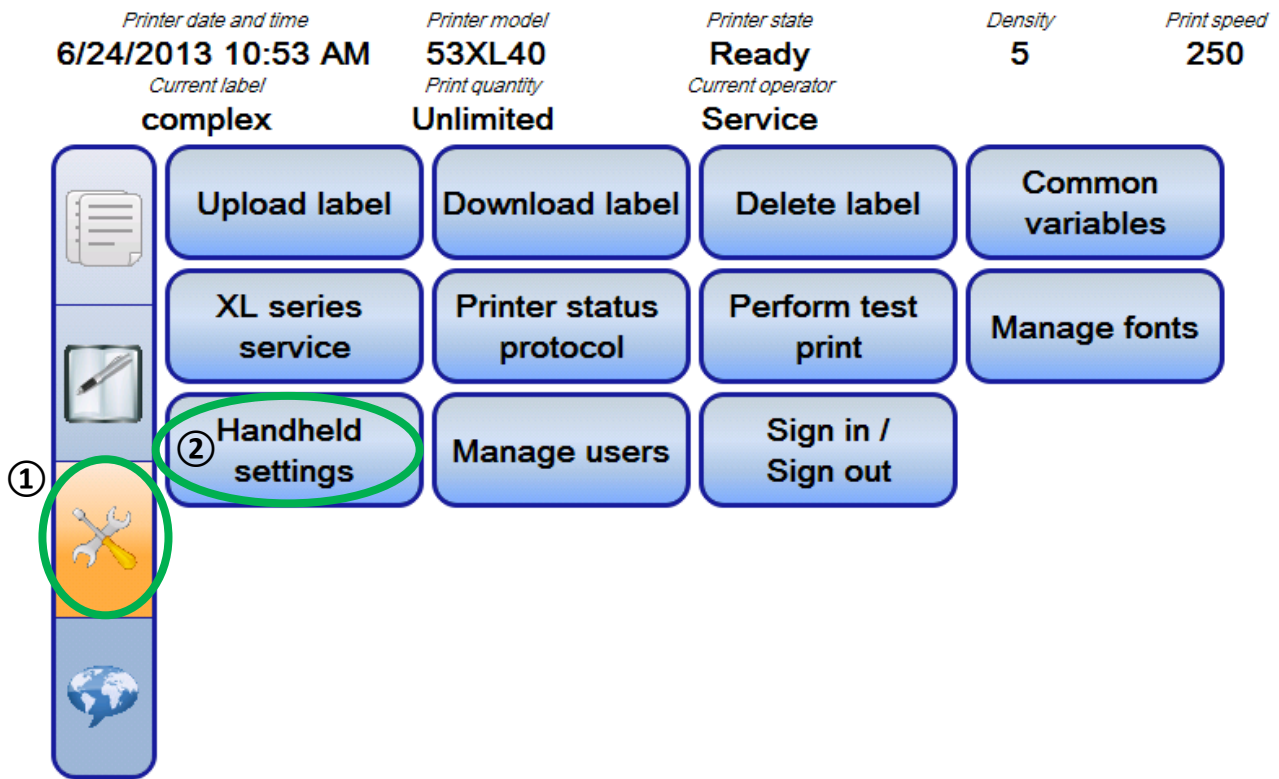 Printer date and time Printer model Printer state Density Print speed
6/24/2013 10:53 AM 53XL40 Ready 5 250
Current label Print quantity Current operator
complex Unlimited Service
Upload label Download label Delete label Common
variables
XL series
service
Printer status
protocol
Perform test
print
Manage fonts
② Handheld
settings
Manage users
Sign in /
Sign out
①